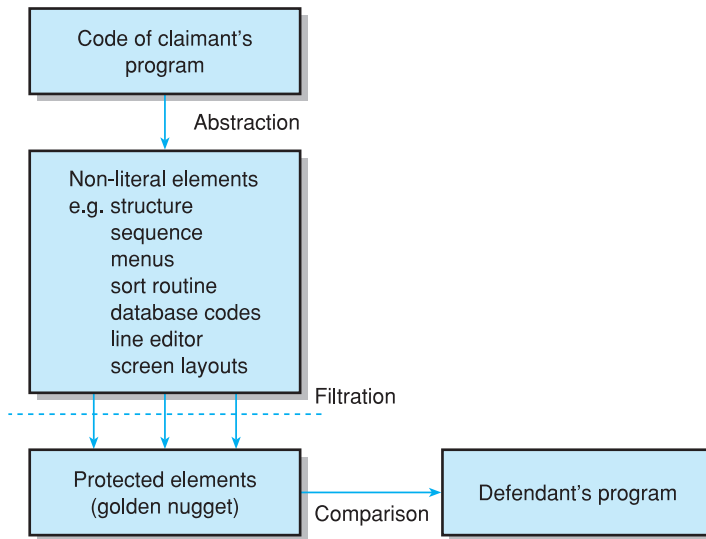 Code of claimant's
program
Abstraction
Non-literal elements
e.g. structure
sequence
menus
sort routine
database codes
line editor
screen layouts
Filtration
Protected elements
(golden nugget)
Comparison
Defendant's program